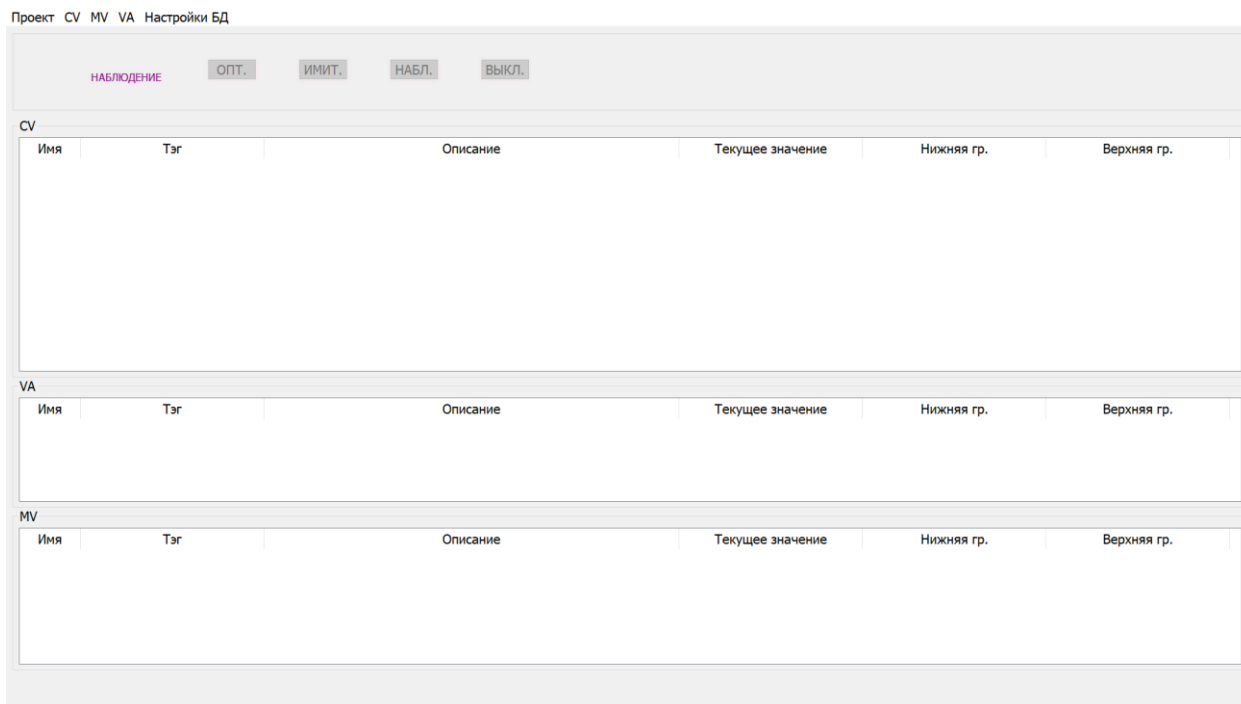 Проект CV MV VA Настройки БД
НАБЛЮДЕНИЕ ОПТ. ИМИТ. НАБЛ. ВЫКЛ.
CV
Имя Тэг Описание Текущее значение Нижняя гр. Верхняя гр.
VA
Имя Тэг Описание Текущее значение Нижняя гр. Верхняя гр.
MV
Имя Тэг Описание Текущее значение Нижняя гр. Верхняя гр.